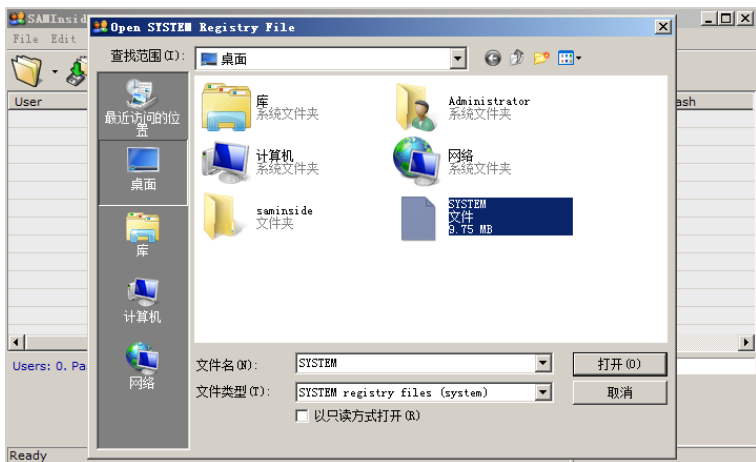 SAMInsid
Open SYSTEM Registry File
File Edit
查找范围(I):
桌面
User
ash
最近访问的位
置
桌面
库
计算机
网络
库
系统文件夹
Administrator
系统文件夹
计算机
系统文件夹
网络
系统文件夹
saminside
文件夹
SYSTEM
文件
9.75 MB
Users: 0. Pa
文件名(N):
SYSTEM
打开(O)
文件类型(T):
SYSTEM registry files (system)
取消
以只读方式打开(R)
Ready